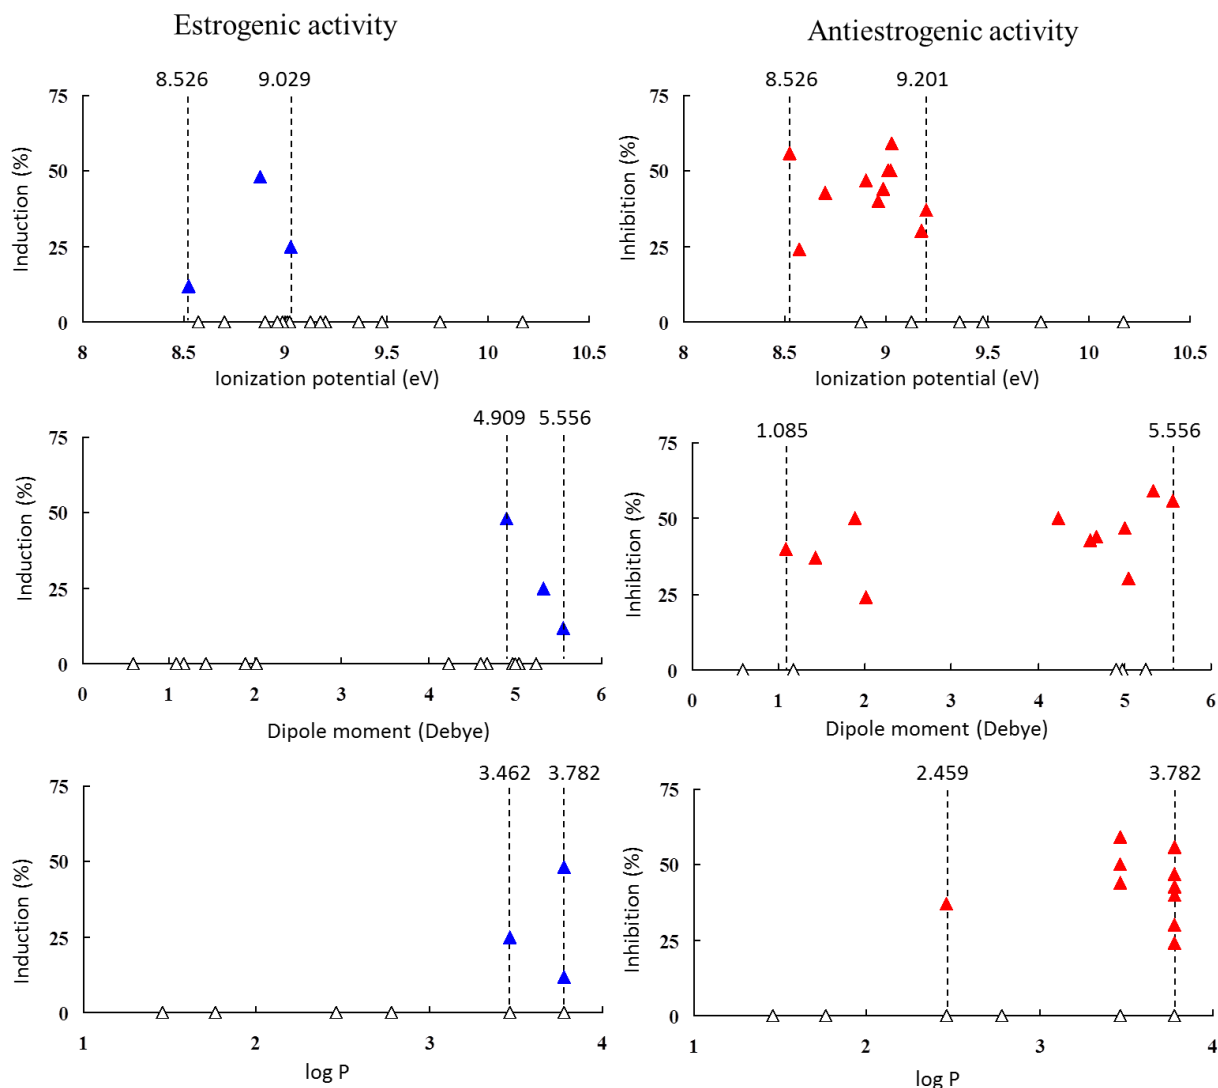 Estrogenic activity
Antiestrogenic activity
8.526 9.029
75
50
25
0
Induction (%)
8 8.5 9 9.5 10 10.5
Ionization potential (eV)
8.526 9.201
75
50
25
0
Inhibition (%)
8 8.5 9 9.5 10 10.5
Ionization potential (eV)
4.909 5.556
75
50
25
0
Induction (%)
0 1 2 3 4 5 6
Dipole moment (Debye)
1.085 5.556
75
50
25
0
Inhibition (%)
0 1 2 3 4 5 6
Dipole moment (Debye)
3.462 3.782
75
50
25
0
Induction (%)
1 2 3 4
log P
2.459 3.782
75
50
25
0
Inhibition (%)
1 2 3 4
log P